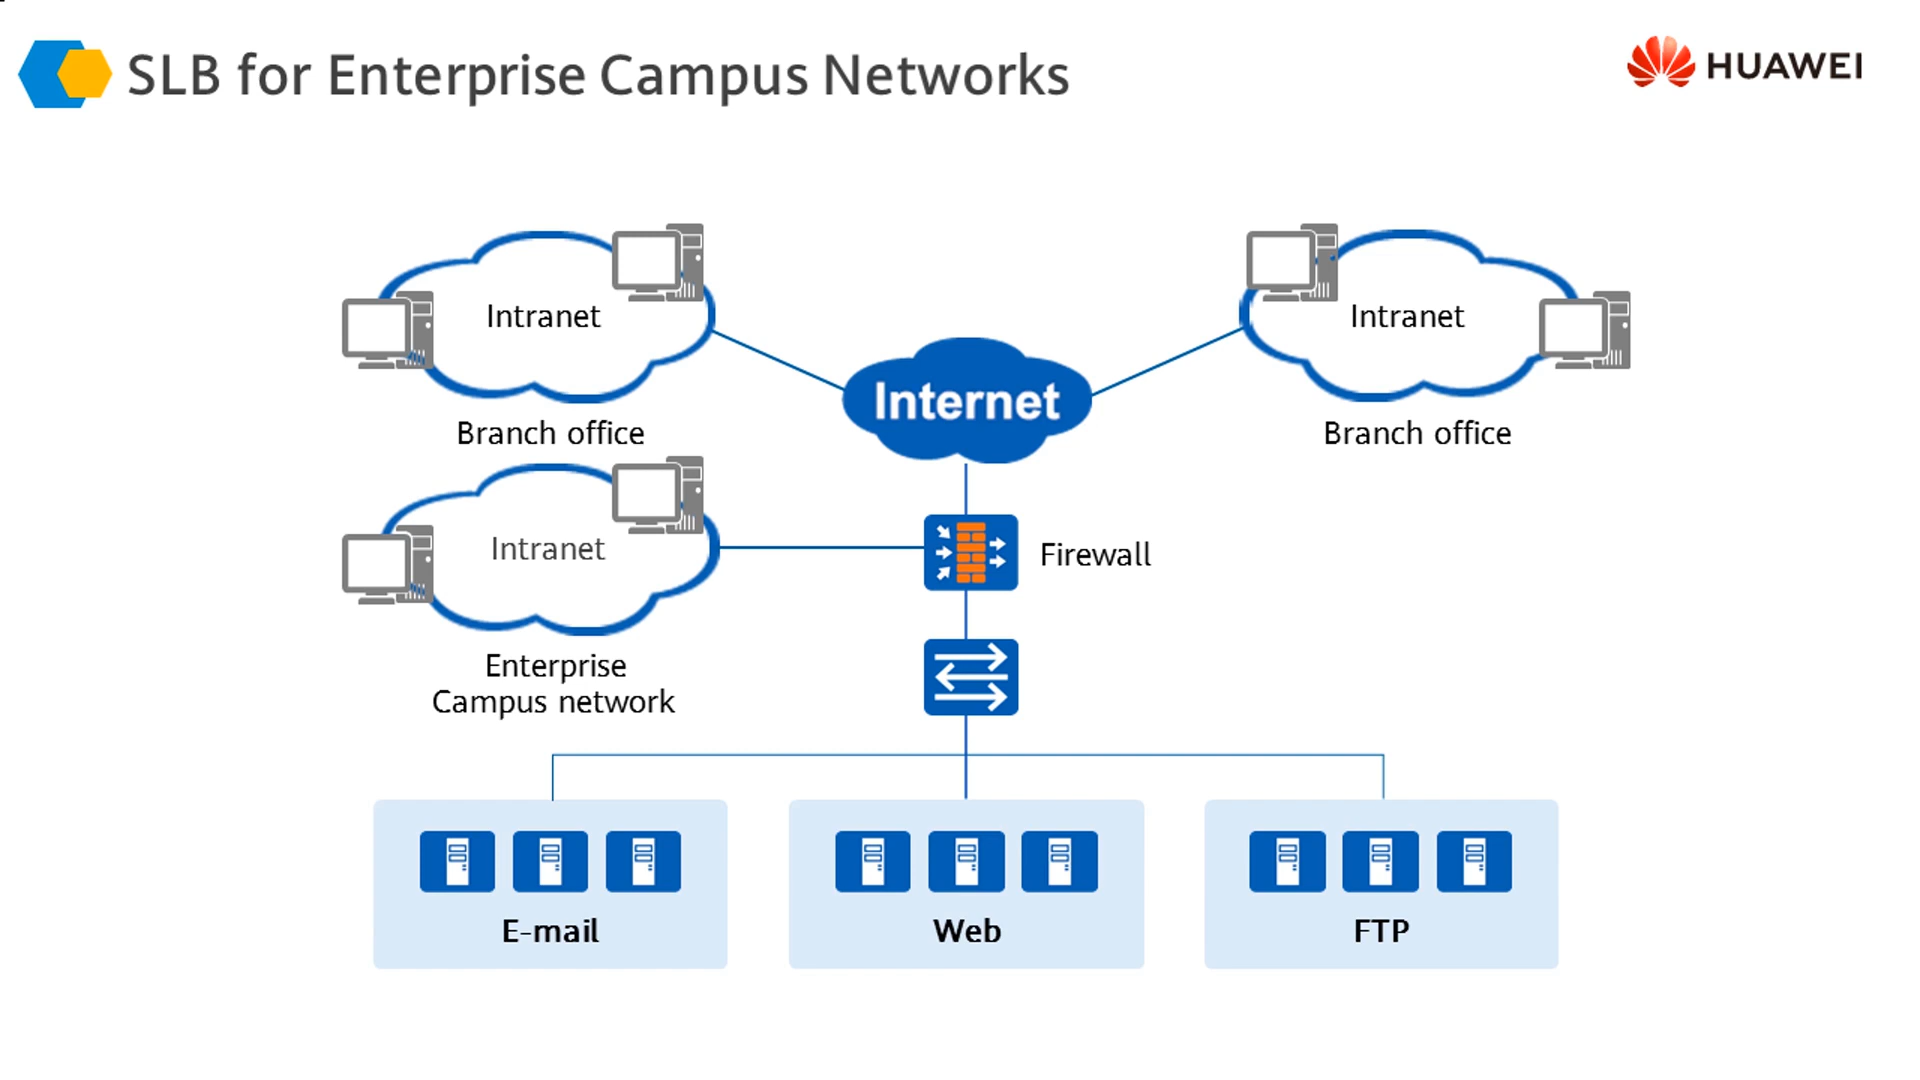 SLB for Enterprise Campus Networks
HUAWEI
Intranet
Intranet
Internet
Branch office
Branch office
Intranet
Firewall
Enterprise
Campus network
E-mail
Web
FTP